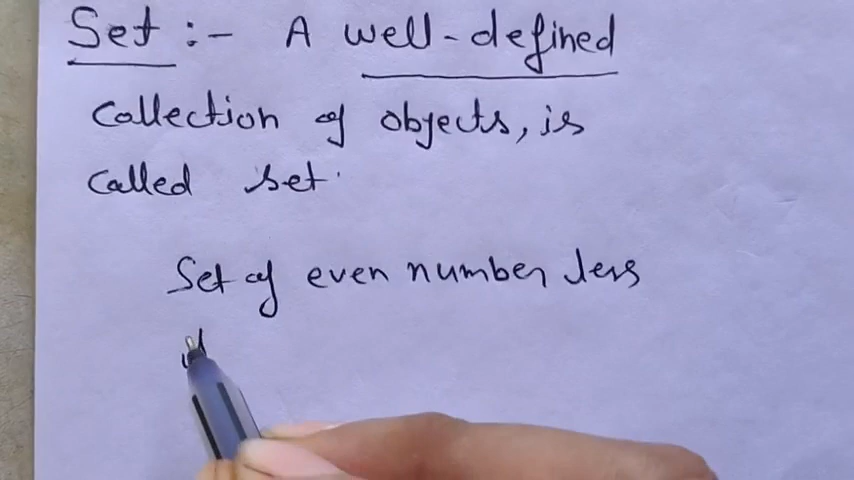 Set :- A well-defined
collection of objects, is
called set.
Set of even number less